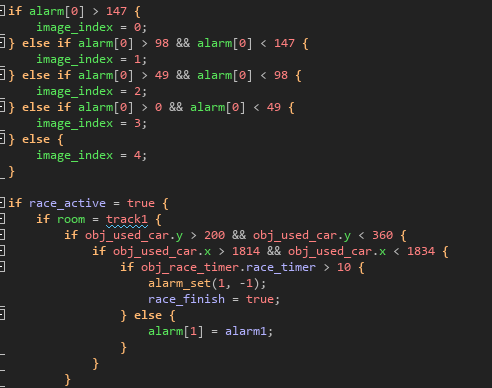 if alarm[0] > 147 {
    image_index = 0;
} else if alarm[0] > 98 && alarm[0] < 147 {
    image_index = 1;
} else if alarm[0] > 49 && alarm[0] < 98 {
    image_index = 2;
} else if alarm[0] > 0 && alarm[0] < 49 {
    image_index = 3;
} else {
    image_index = 4;
}

if race_active = true {
    if room = track1 {
        if obj_used_car.y > 200 && obj_used_car.y < 360 {
            if obj_used_car.x > 1814 && obj_used_car.x < 1834 {
                if obj_race_timer.race_timer > 10 {
                    alarm_set(1, -1);
                    race_finish = true;
                } else {
                    alarm[1] = alarm1;
                }
            }
        }